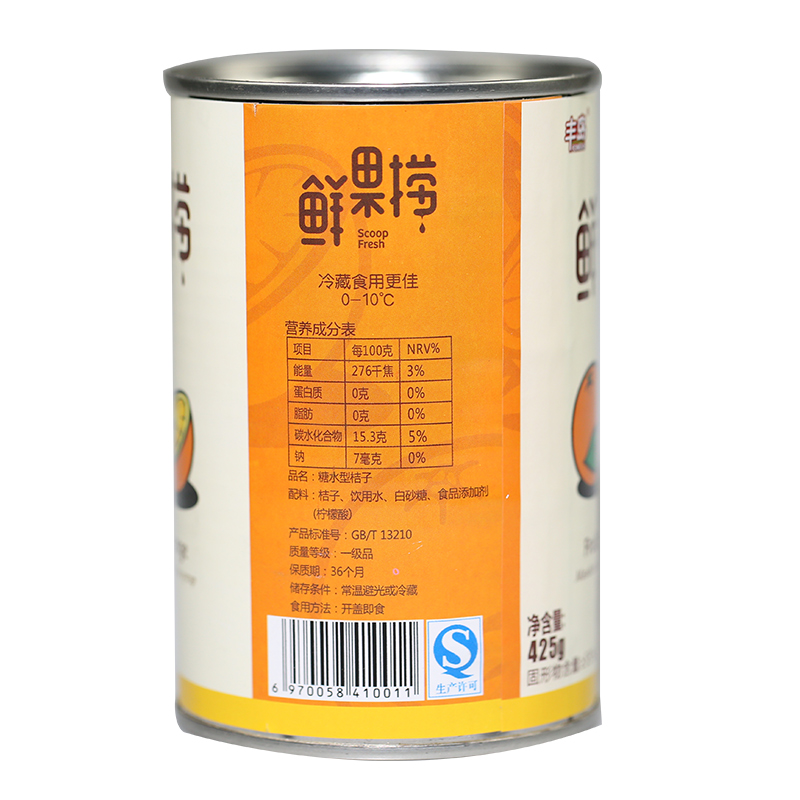 鲜果捞
Scoop
Fresh
冷藏食用更佳
0-10℃
营养成分表
项目 每100克 NRV%
能量 276千焦 3%
蛋白质 0克 0%
脂肪 0克 0%
碳水化合物 15.3克 5%
钠 7毫克 0%
品名：糖水型桔子
配料：桔子、饮用水、白砂糖、食品添加剂
(柠檬酸)
产品标准号：GB/T 13210
质量等级：一级品
保质期：36个月
储存条件：常温避光或冷藏
食用方法：开盖即食
6 970058 410011
生产许可
捞
鲜
净含量:
425g
固形物含量